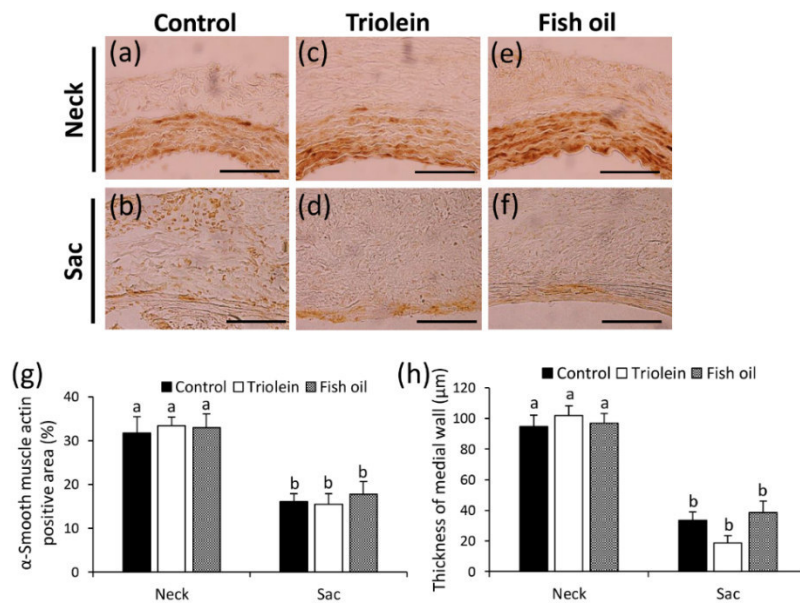 Control Triolein Fish oil
Neck
(a) (c) (e)
Sac
(b) (d) (f)
(g)
Control Triolein Fish oil
α-Smooth muscle actin
positive area (%)
40
30
20
10
0
a a a
b b b
Neck Sac
(h)
Control Triolein Fish oil
Thickness of medial wall (μm)
120
100
80
60
40
20
0
a a a
b b b
Neck Sac